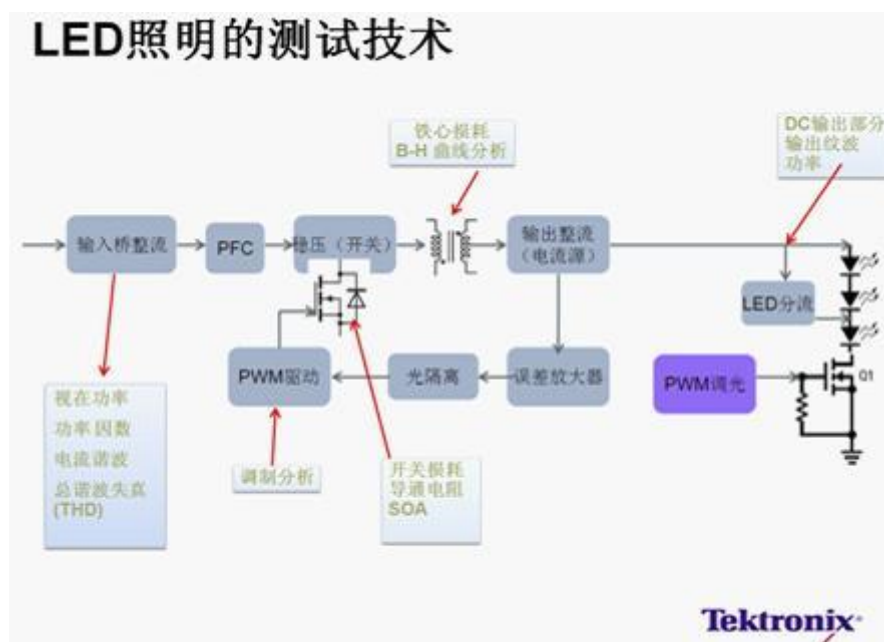 LED照明的测试技术
铁心损耗
B-H 曲线分析
DC输出部分
输出纹波
功率
输入桥整流
PFC
稳压（开关）
输出整流
（电流源）
LED分流
PWM驱动
光隔离
误差放大器
PWM调光
Q1
视在功率
功率因数
电流谐波
总谐波失真
(THD)
调制分析
开关损耗
导通电阻
SOA
Tektronix